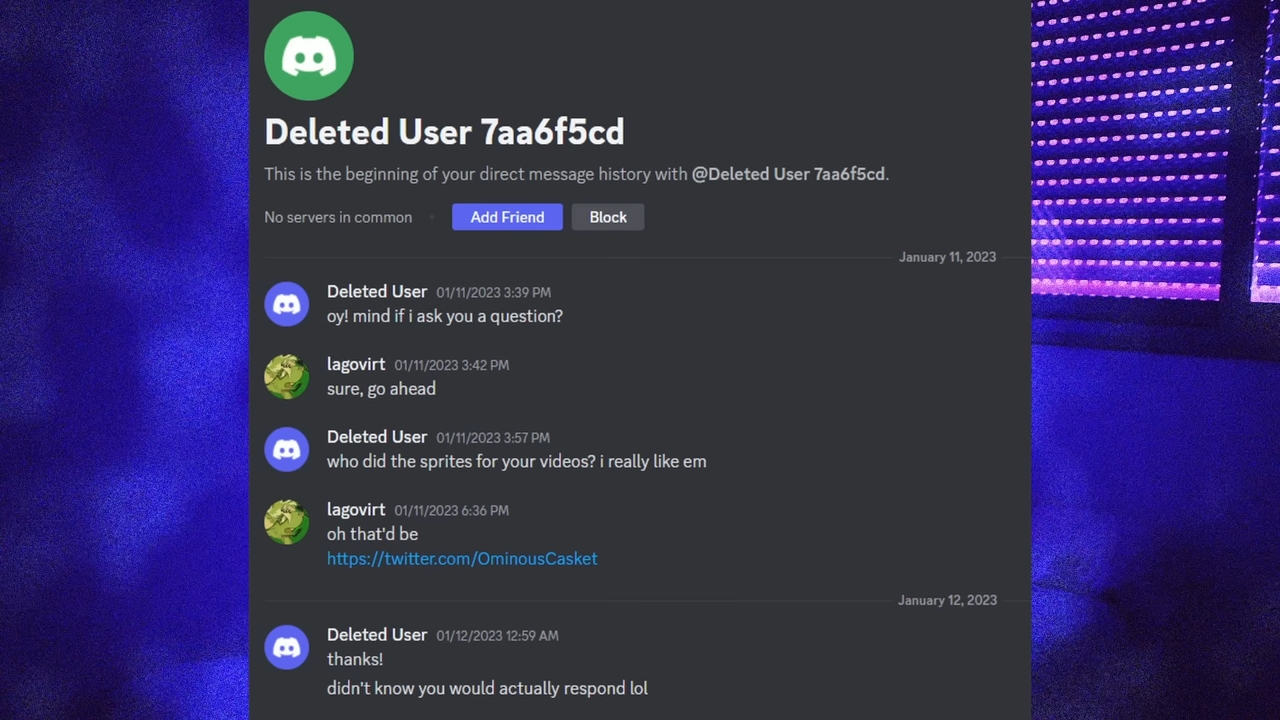 Deleted User 7aa6f5cd
This is the beginning of your direct message history with @Deleted User 7aa6f5cd.
No servers in common • Add Friend Block
January 11, 2023
Deleted User 01/11/2023 3:39 PM
oy! mind if i ask you a question?
lagovirt 01/11/2023 3:42 PM
sure, go ahead
Deleted User 01/11/2023 3:57 PM
who did the sprites for your videos? i really like em
lagovirt 01/11/2023 6:36 PM
oh that'd be
https://twitter.com/OminousCasket
January 12, 2023
Deleted User 01/12/2023 12:59 AM
thanks!
didn't know you would actually respond lol